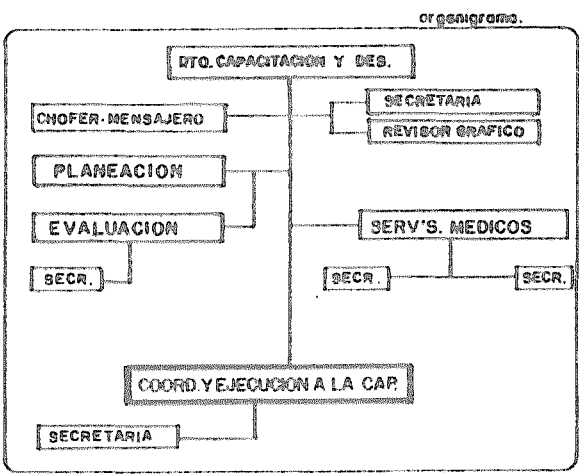 organigrama.
DTO. CAPACITACION Y DES.
CHOFER-MENSAJERO
SECRETARIA
REVISOR GRAFICO
PLANEACION
EVALUACION
SERV'S. MEDICOS
SECR.
SECR.
SECR.
COORD. Y EJECUCION A LA CAP.
SECRETARIA